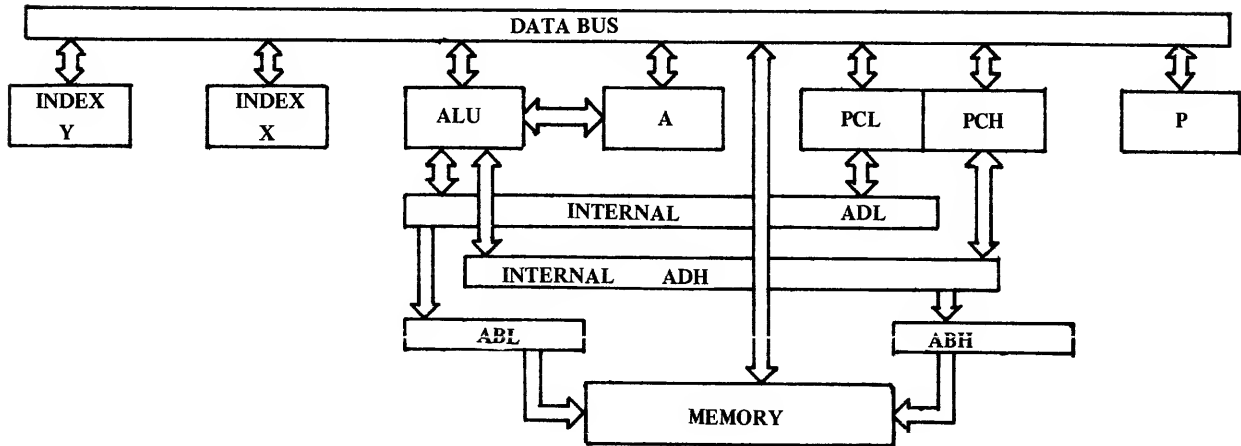 DATA BUS
INDEX
Y
INDEX
X
ALU
A
PCL
PCH
P
INTERNAL ADL
INTERNAL ADH
ABL
ABH
MEMORY